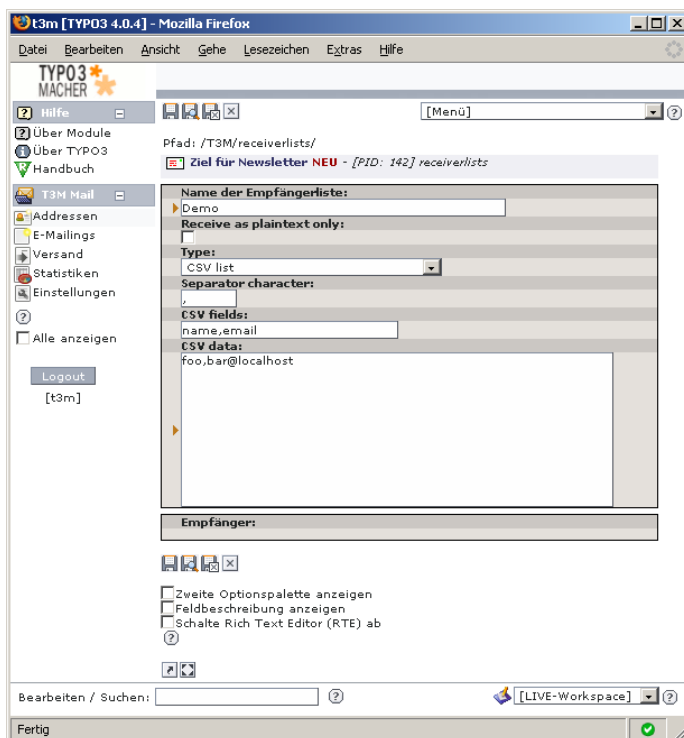 t3m [TYPO3 4.0.4] - Mozilla Firefox
Datei Bearbeiten Ansicht Gehe Lesezeichen Extras Hilfe
TYPO3
MACHER
Hilfe
Über Module
Über TYPO3
Handbuch
T3M Mail
Addressen
E-Mailings
Versand
Statistiken
Einstellungen
Alle anzeigen
Logout
[t3m]
[Menü]
Pfad: /T3M/receiverlists/
Ziel für Newsletter NEU - [PID: 142] receiverlists
Name der Empfängerliste:
Demo
Receive as plaintext only:
Type:
CSV list
Separator character:
,
CSV fields:
name,email
CSV data:
foo,bar@localhost
Empfänger:
Zweite Optionspalette anzeigen
Feldbeschreibung anzeigen
Schalte Rich Text Editor (RTE) ab
Bearbeiten / Suchen:
[LIVE-Workspace]
Fertig